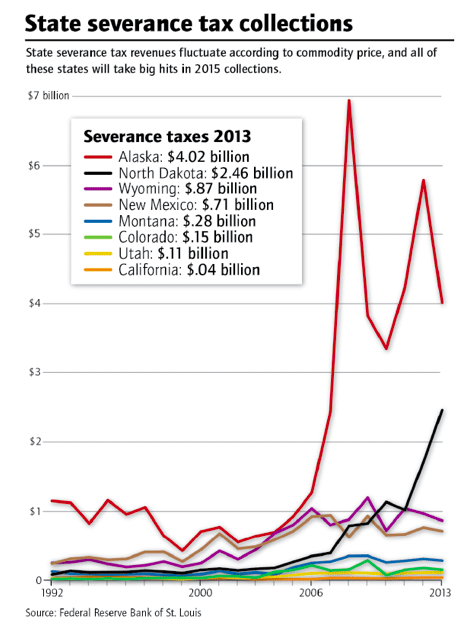 State severance tax collections
State severance tax revenues fluctuate according to commodity price, and all of
these states will take big hits in 2015 collections.
$7 billion
Severance taxes 2013
Alaska: $4.02 billion
North Dakota: $2.46 billion
Wyoming: $.87 billion
New Mexico: $.71 billion
Montana: $.28 billion
Colorado: $.15 billion
Utah: $.11 billion
California: $.04 billion
$6
$5
$4
$3
$2
$1
0
1992 2000 2006 2013
Source: Federal Reserve Bank of St. Louis